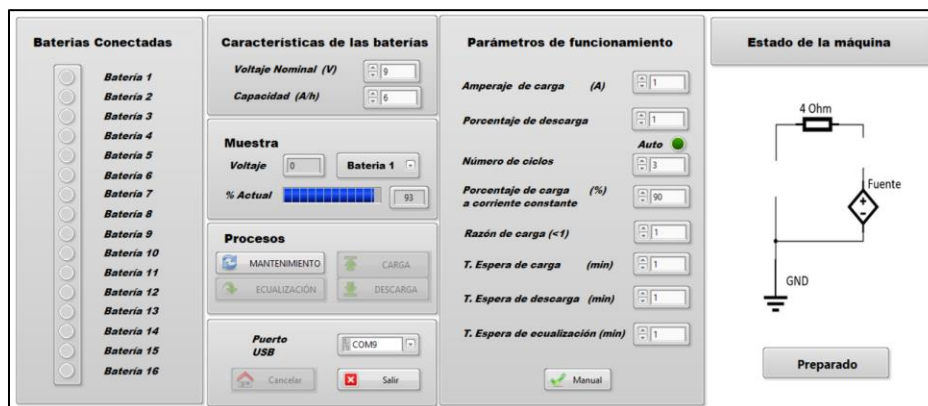 Baterias Conectadas
Batería 1
Batería 2
Batería 3
Batería 4
Batería 5
Batería 6
Batería 7
Batería 8
Batería 9
Batería 10
Batería 11
Batería 12
Batería 13
Batería 14
Batería 15
Batería 16
Características de las baterías
Voltaje Nominal (V) 9
Capacidad (A/h) 6
Muestra
Voltaje 0 Bateria 1
% Actual 93
Procesos
MANTENIMIENTO CARGA
ECUALIZACIÓN DESCARGA
Puerto
USB
COM9
Cancelar Salir
Parámetros de funcionamiento
Amperaje de carga (A) 1
Porcentaje de descarga 1
Auto
Número de ciclos 3
Porcentaje de carga (%)
a corriente constante 90
Razón de carga (<1) 1
T. Espera de carga (min) 1
T. Espera de descarga (min) 1
T. Espera de ecualización (min) 1
Manual
Estado de la máquina
4 Ohm
Fuente
GND
Preparado